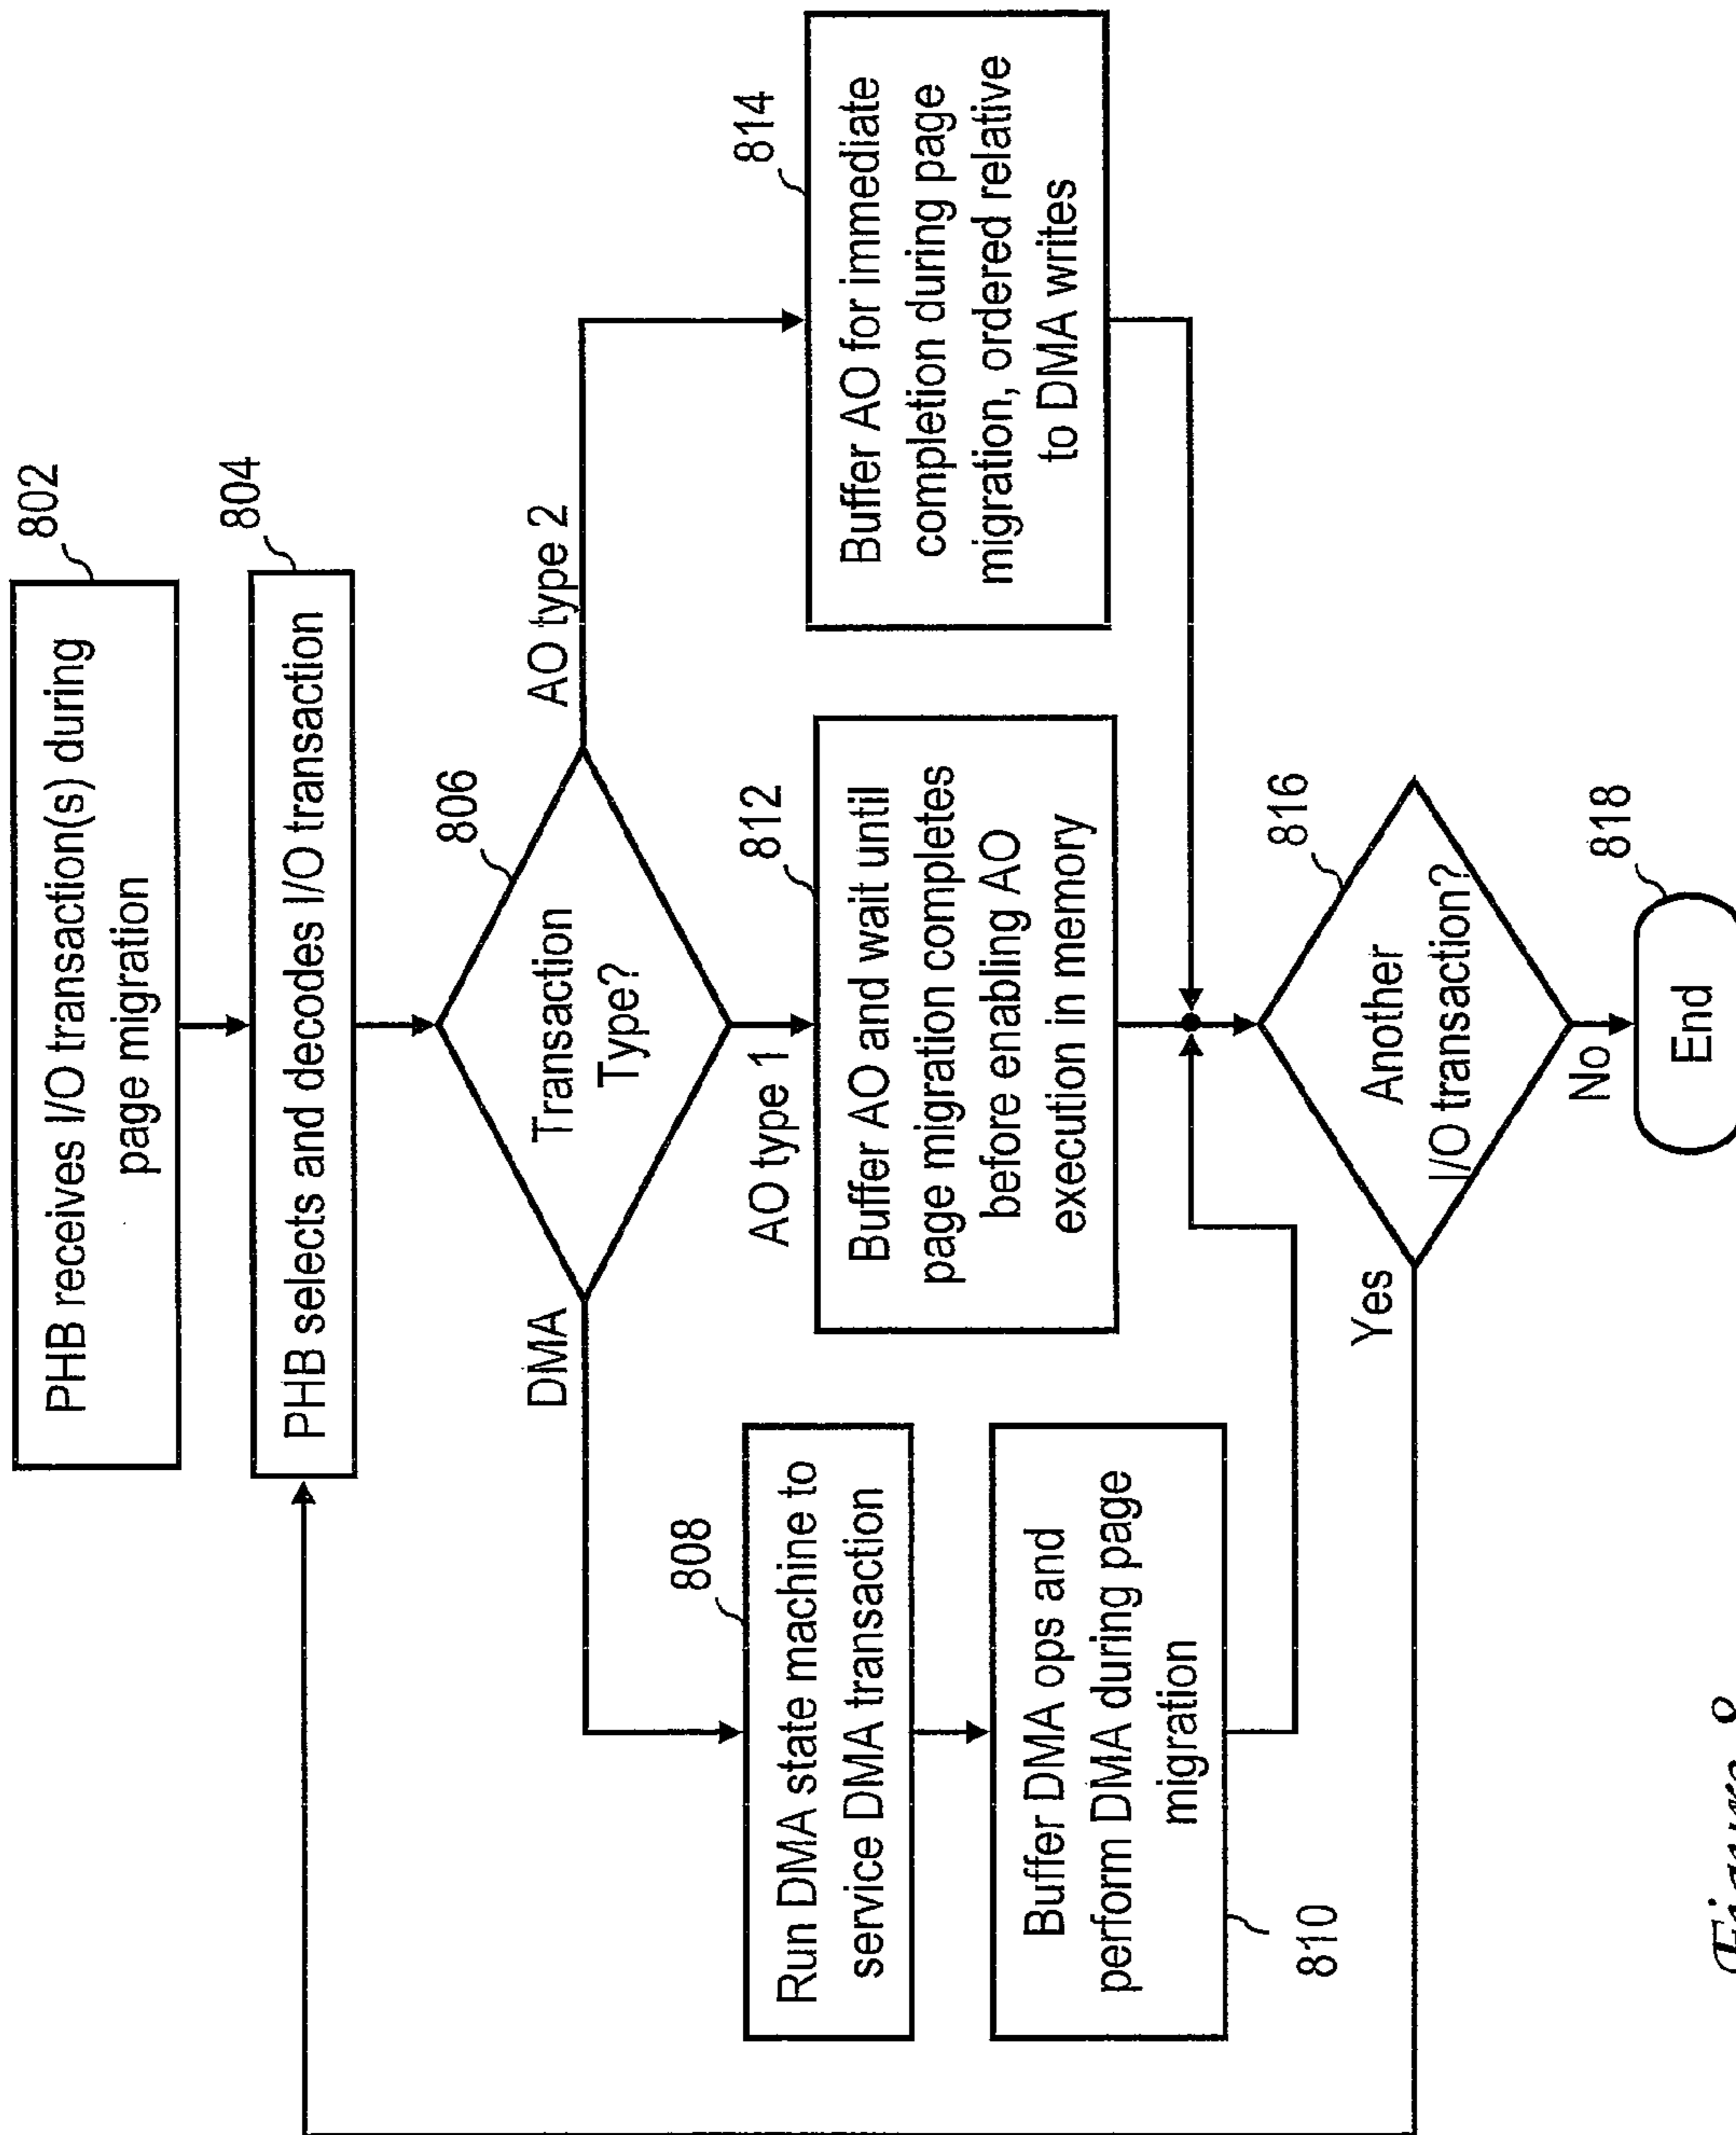 802
PHB receives I/O transaction(s) during
page migration
804
PHB selects and decodes I/O transaction
806
Transaction
Type?
DMA
AO type 1
AO type 2
808
Run DMA state machine to
service DMA transaction
Buffer DMA ops and
perform DMA during page
migration
810
812
Buffer AO and wait until
page migration completes
before enabling AO
execution in memory
814
Buffer AO for immediate
completion during page
migration, ordered relative
to DMA writes
816
Another
I/O transaction?
Yes
No
818
End
Figure 8